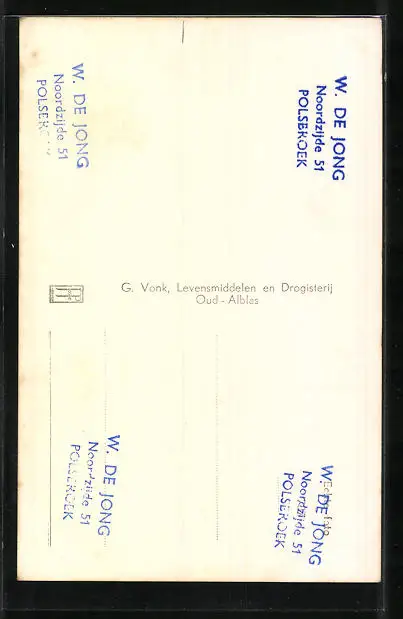 W. DE JONG
Noordzijde 51
POLSBROEK
W. DE JONG
Noordzijde 51
POLSBROEK
G. Vonk, Levensmiddelen en Drogisterij
Oud - Alblas
W. DE JONG
Noordzijde 51
POLSBROEK
W. DE JONG
Noordzijde 51
POLSBROEK